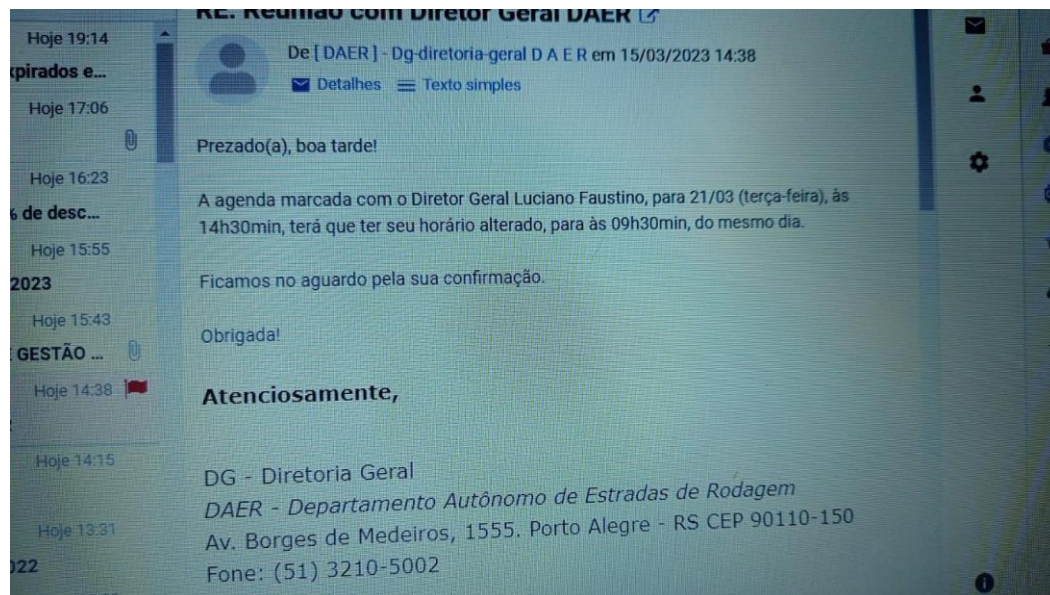 RE: Reunião com Diretor Geral DAER
De [ DAER ] - Dg-diretoria-geral D A E R em 15/03/2023 14:38
Detalhes Texto simples
Prezado(a), boa tarde!
A agenda marcada com o Diretor Geral Luciano Faustino, para 21/03 (terça-feira), às
14h30min, terá que ter seu horário alterado, para às 09h30min, do mesmo dia.
Ficamos no aguardo pela sua confirmação.
Obrigada!
Atenciosamente,
DG - Diretoria Geral
DAER - Departamento Autônomo de Estradas de Rodagem
Av. Borges de Medeiros, 1555. Porto Alegre - RS CEP 90110-150
Fone: (51) 3210-5002
Hoje 19:14
pirados e...
Hoje 17:06
Hoje 16:23
% de desc...
Hoje 15:55
2023
Hoje 15:43
GESTÃO ...
Hoje 14:38
Hoje 14:15
Hoje 13:31
022